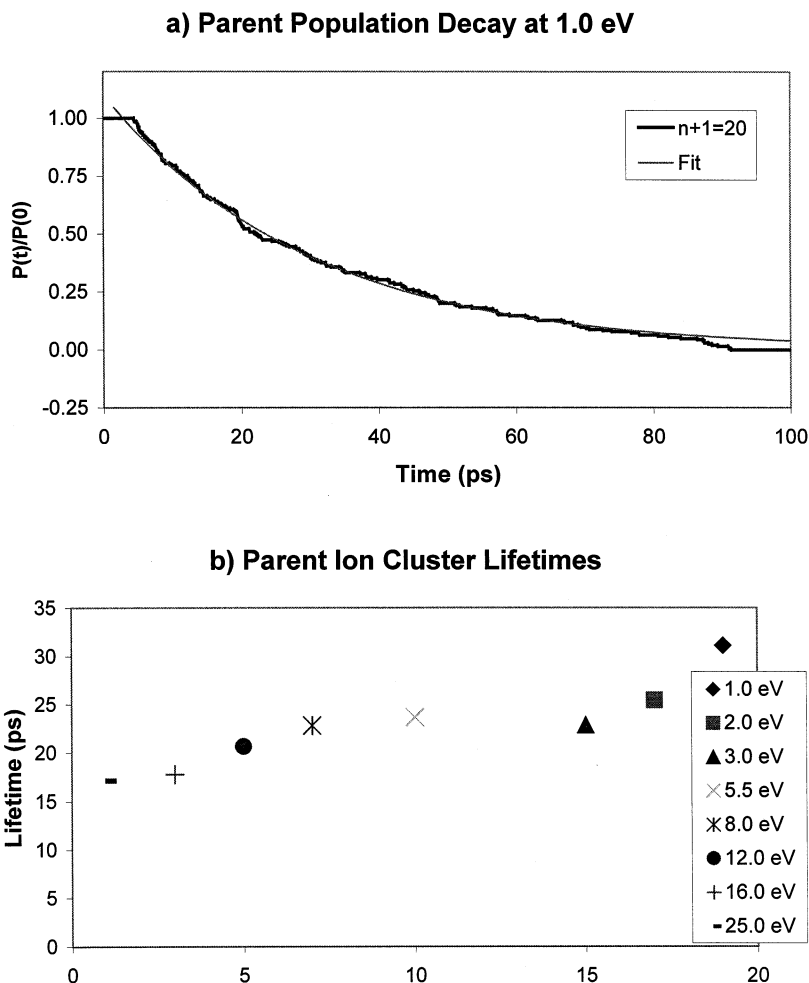 a) Parent Population Decay at 1.0 eV
P(t)/P(0)
1.00
0.75
0.50
0.25
0.00
-0.25
n+1=20
Fit
0 20 40 60 80 100
Time (ps)
b) Parent Ion Cluster Lifetimes
Lifetime (ps)
35
30
25
20
15
10
5
0
1.0 eV
2.0 eV
3.0 eV
5.5 eV
8.0 eV
12.0 eV
16.0 eV
25.0 eV
0 5 10 15 20